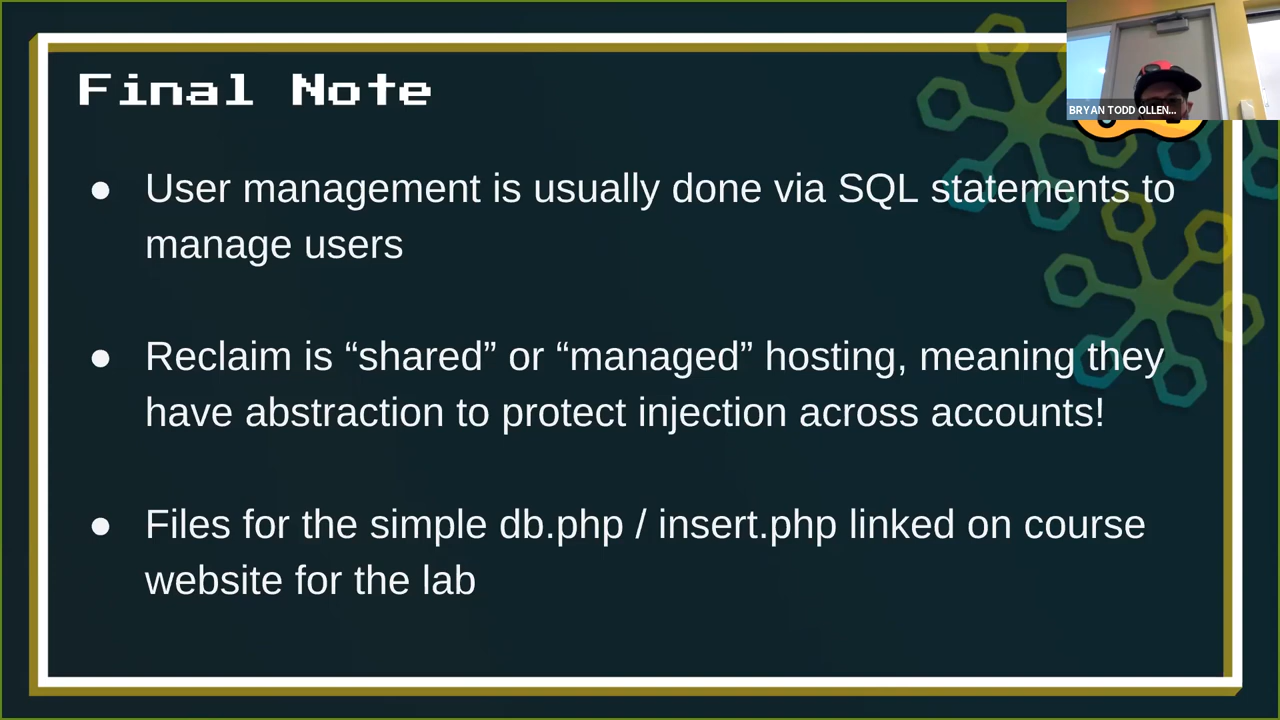 Final Note
BRYAN TODD OLLEN...
● User management is usually done via SQL statements to
manage users
● Reclaim is “shared” or “managed” hosting, meaning they
have abstraction to protect injection across accounts!
● Files for the simple db.php / insert.php linked on course
website for the lab